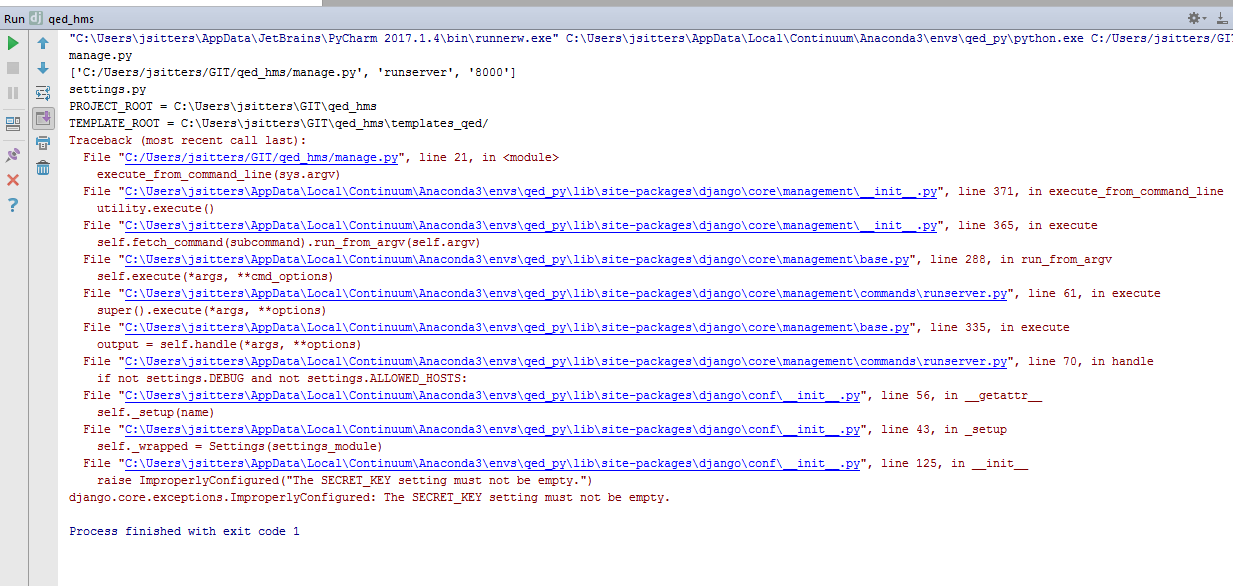 Run dj qed_hms
"C:\Users\jsitters\AppData\JetBrains\PyCharm 2017.1.4\bin\runnerw.exe" C:\Users\jsitters\AppData\Local\Continuum\Anaconda3\envs\qed_py\python.exe C:/Users/jsitters/GI
manage.py
['C:/Users/jsitters/GIT/qed_hms/manage.py', 'runserver', '8000']
settings.py
PROJECT_ROOT = C:\Users\jsitters\GIT\qed_hms
TEMPLATE_ROOT = C:\Users\jsitters\GIT\qed_hms\templates_qed/
Traceback (most recent call last):
  File "C:/Users/jsitters/GIT/qed_hms/manage.py", line 21, in <module>
    execute_from_command_line(sys.argv)
  File "C:\Users\jsitters\AppData\Local\Continuum\Anaconda3\envs\qed_py\lib\site-packages\django\core\management\__init__.py", line 371, in execute_from_command_line
    utility.execute()
  File "C:\Users\jsitters\AppData\Local\Continuum\Anaconda3\envs\qed_py\lib\site-packages\django\core\management\__init__.py", line 365, in execute
    self.fetch_command(subcommand).run_from_argv(self.argv)
  File "C:\Users\jsitters\AppData\Local\Continuum\Anaconda3\envs\qed_py\lib\site-packages\django\core\management\base.py", line 288, in run_from_argv
    self.execute(*args, **cmd_options)
  File "C:\Users\jsitters\AppData\Local\Continuum\Anaconda3\envs\qed_py\lib\site-packages\django\core\management\commands\runserver.py", line 61, in execute
    super().execute(*args, **options)
  File "C:\Users\jsitters\AppData\Local\Continuum\Anaconda3\envs\qed_py\lib\site-packages\django\core\management\base.py", line 335, in execute
    output = self.handle(*args, **options)
  File "C:\Users\jsitters\AppData\Local\Continuum\Anaconda3\envs\qed_py\lib\site-packages\django\core\management\commands\runserver.py", line 70, in handle
    if not settings.DEBUG and not settings.ALLOWED_HOSTS:
  File "C:\Users\jsitters\AppData\Local\Continuum\Anaconda3\envs\qed_py\lib\site-packages\django\conf\__init__.py", line 56, in __getattr__
    self._setup(name)
  File "C:\Users\jsitters\AppData\Local\Continuum\Anaconda3\envs\qed_py\lib\site-packages\django\conf\__init__.py", line 43, in _setup
    self._wrapped = Settings(settings_module)
  File "C:\Users\jsitters\AppData\Local\Continuum\Anaconda3\envs\qed_py\lib\site-packages\django\conf\__init__.py", line 125, in __init__
    raise ImproperlyConfigured("The SECRET_KEY setting must not be empty.")
django.core.exceptions.ImproperlyConfigured: The SECRET_KEY setting must not be empty.
Process finished with exit code 1